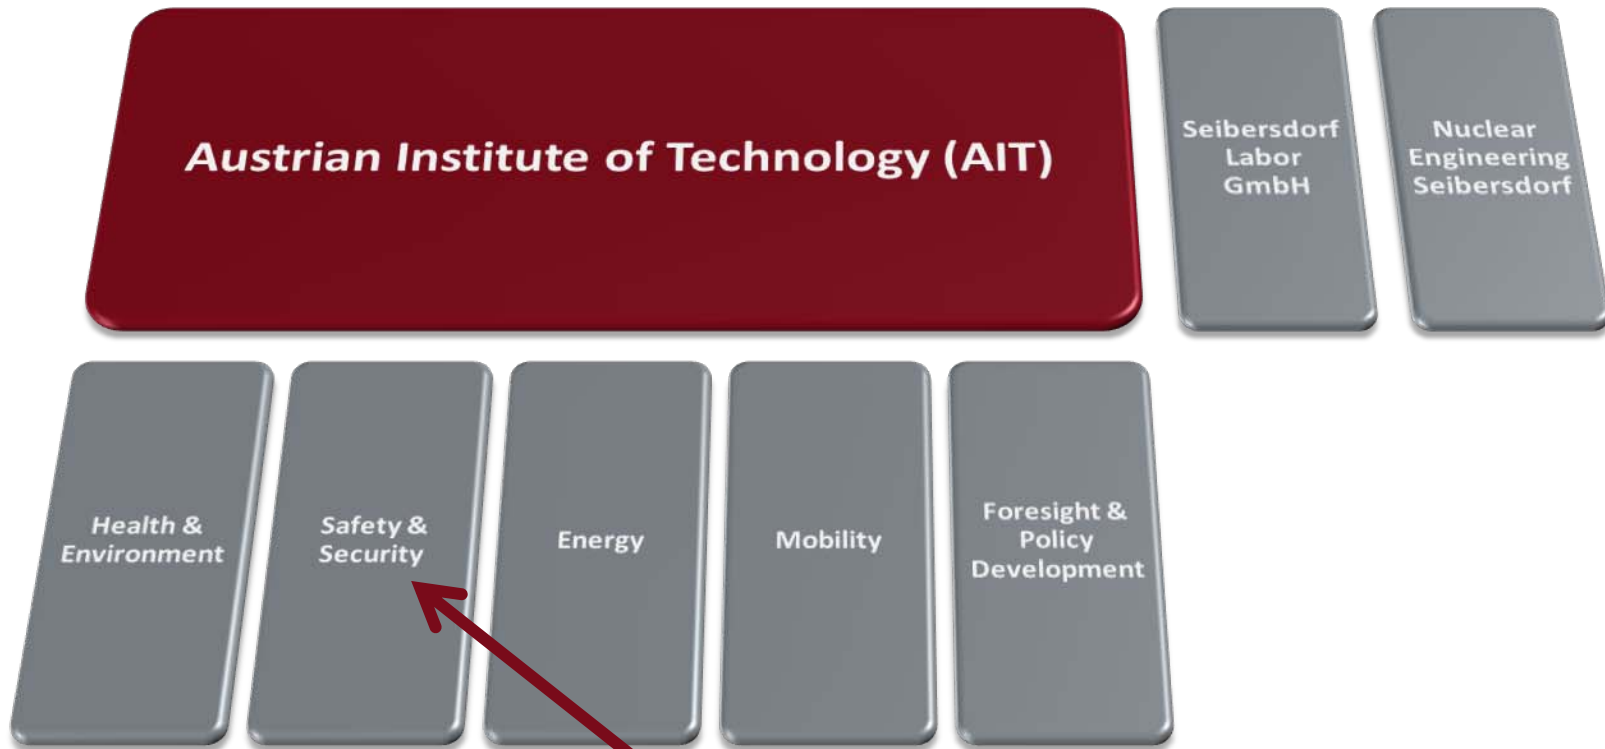 Austrian Institute of Technology (AIT)
Seibersdorf
Labor
GmbH
Nuclear
Engineering
Seibersdorf
Health &
Environment
Safety &
Security
Energy
Mobility
Foresight &
Policy
Development